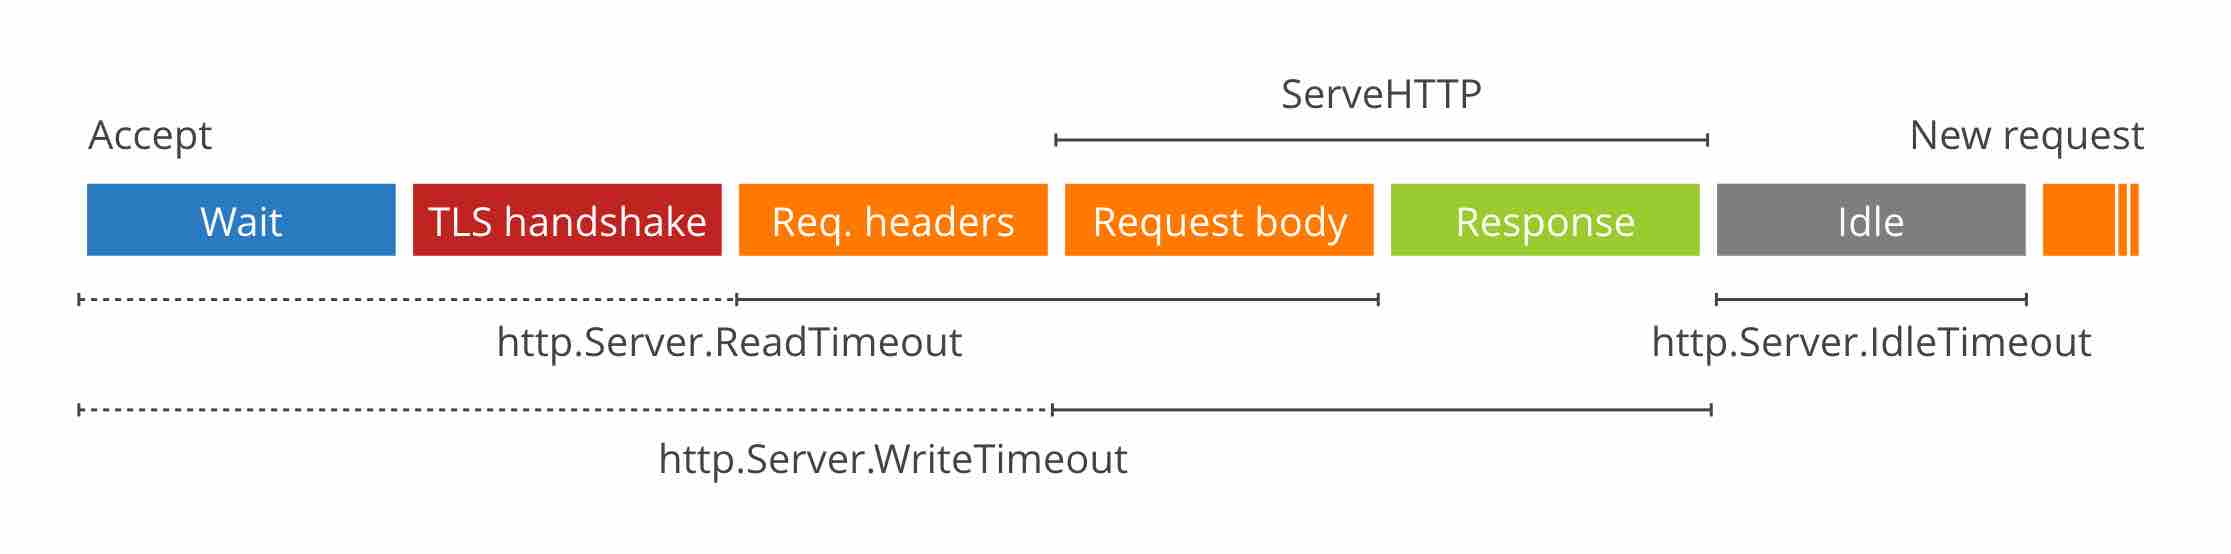 ServeHTTP
Accept
New request
Wait
TLS handshake
Req. headers
Request body
Response
Idle
http.Server.ReadTimeout
http.Server.IdleTimeout
http.Server.WriteTimeout